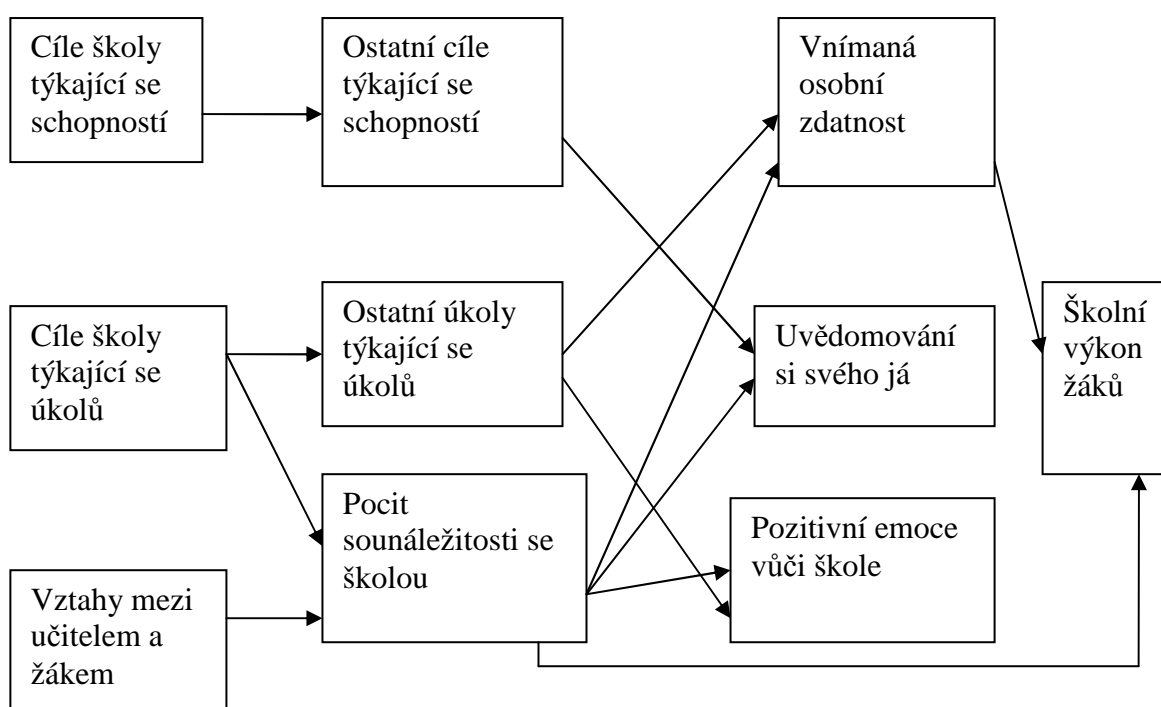 Cíle školy
týkající se
schopností
Ostatní cíle
týkající se
schopností
Vnímaná
osobní
zdatnost
Cíle školy
týkající se
úkolů
Ostatní úkoly
týkající se
úkolů
Uvědomování
si svého já
Školní
výkon
žáků
Pocit
sounáležitosti se
školou
Pozitivní emoce
vůči škole
Vztahy mezi
učitelem a
žákem